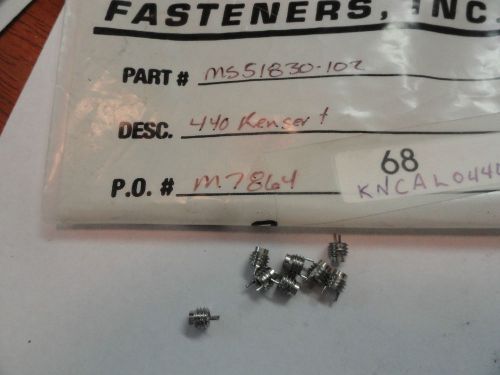 FASTENERS, INC.
PART # MS51830-102
DESC. 440 Kensert
P.O. # M7864
68
KNCAL0440